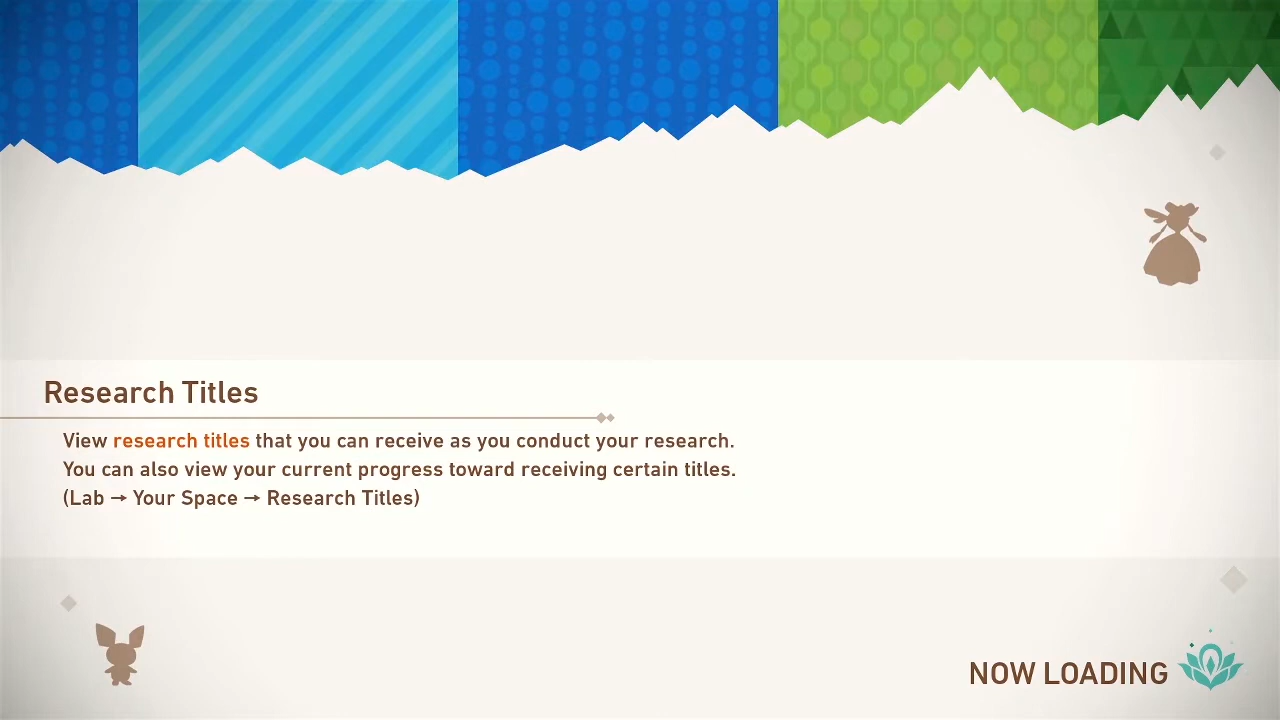 Research Titles
View research titles that you can receive as you conduct your research.
You can also view your current progress toward receiving certain titles.
(Lab → Your Space → Research Titles)
NOW LOADING